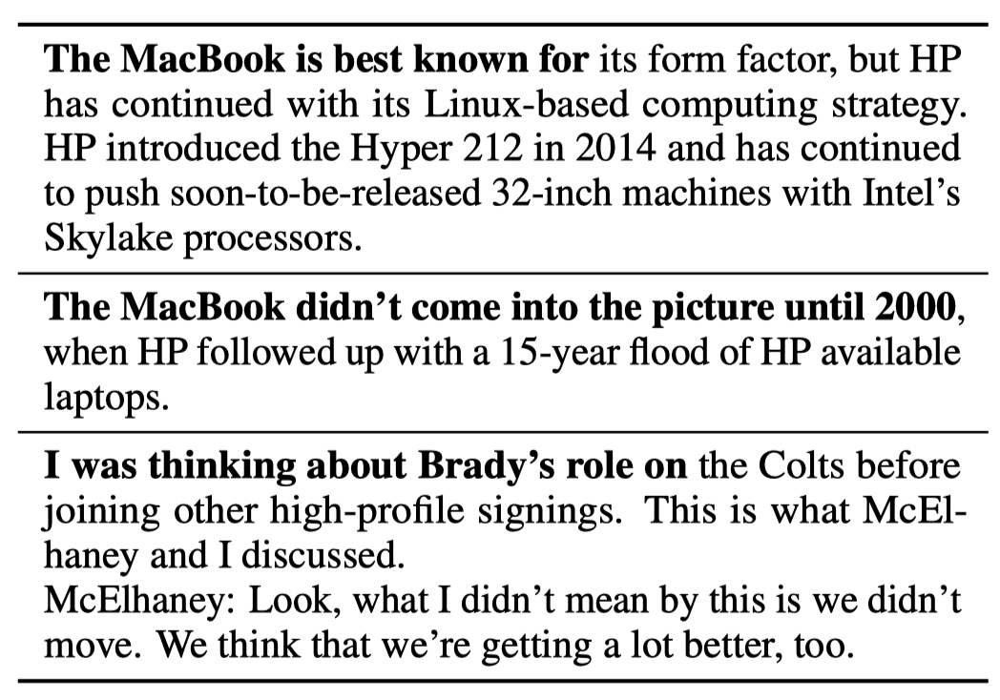 The MacBook is best known for its form factor, but HP
has continued with its Linux-based computing strategy.
HP introduced the Hyper 212 in 2014 and has continued
to push soon-to-be-released 32-inch machines with Intel’s
Skylake processors.
The MacBook didn’t come into the picture until 2000,
when HP followed up with a 15-year flood of HP available
laptops.
I was thinking about Brady’s role on the Colts before
joining other high-profile signings. This is what McEl-
haney and I discussed.
McElhaney: Look, what I didn’t mean by this is we didn’t
move. We think that we’re getting a lot better, too.